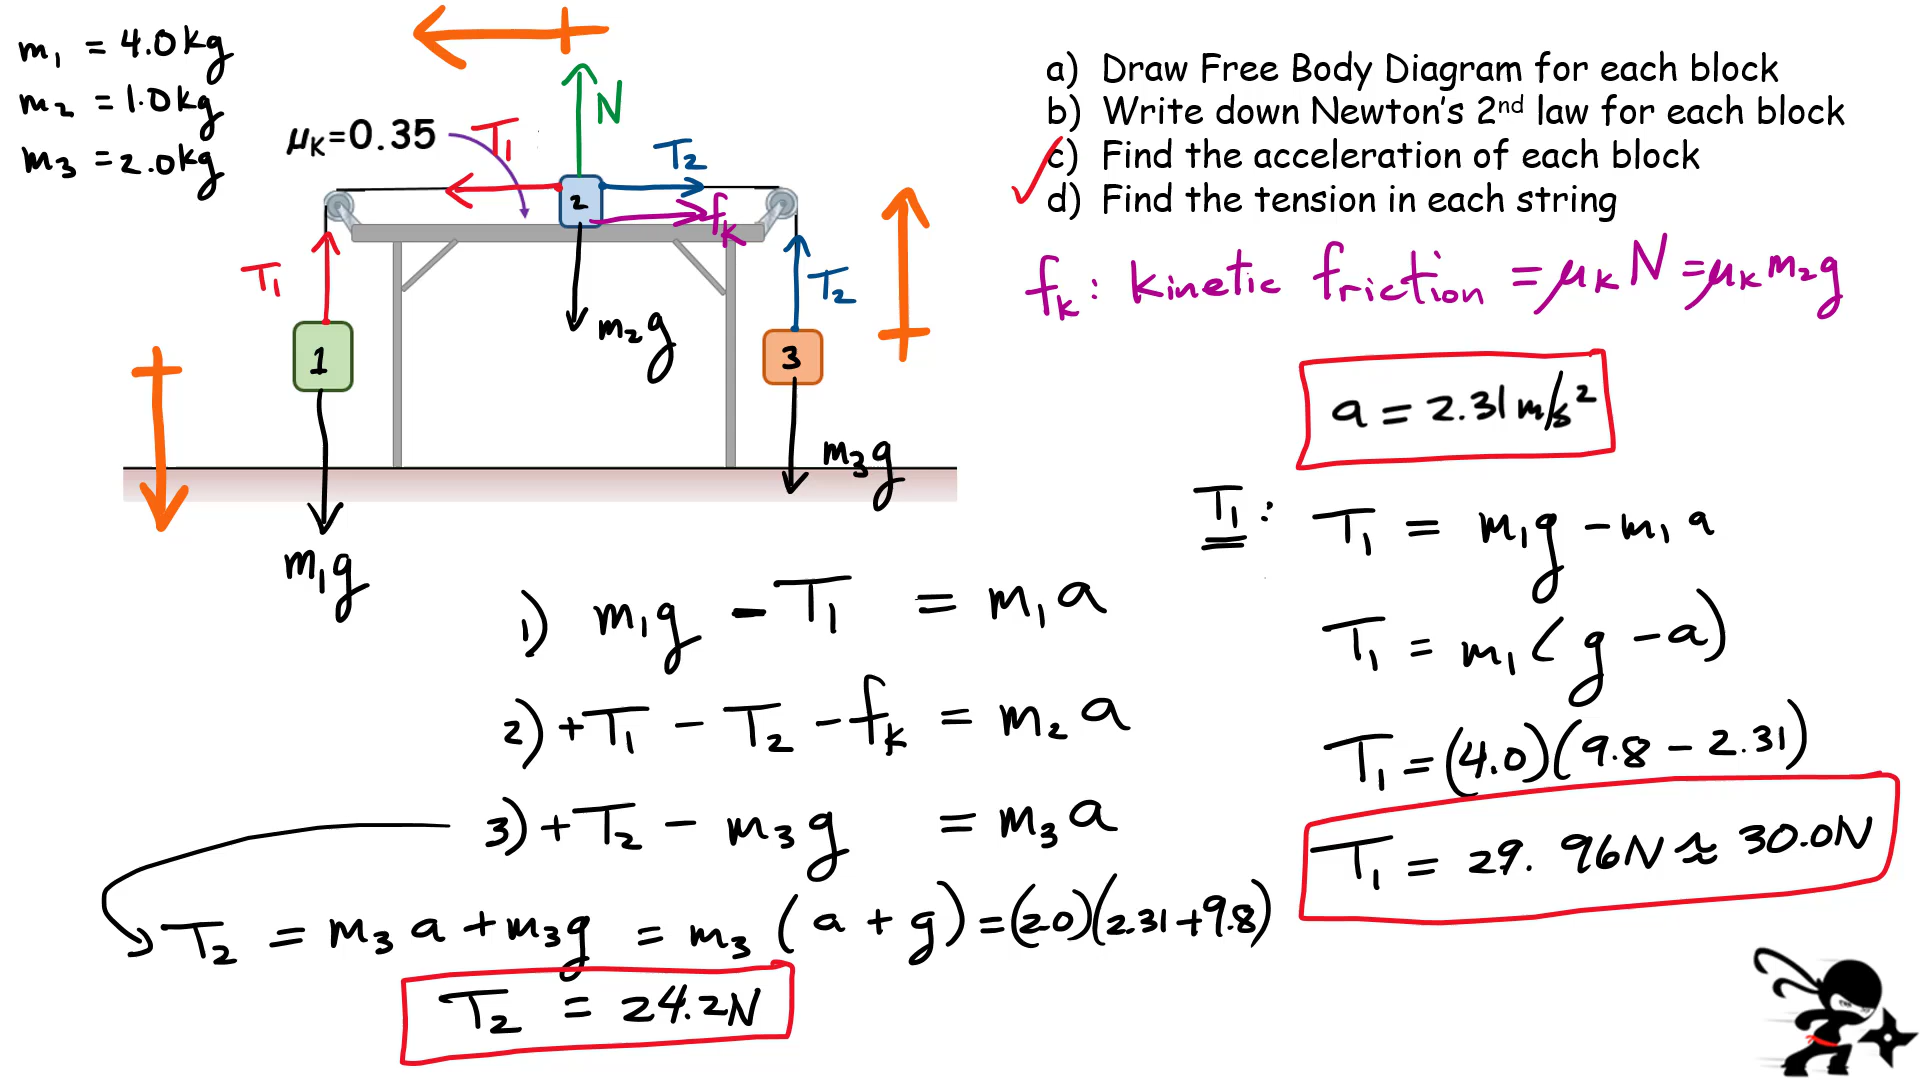 m₁ = 4.0kg
m₂ = 1.0kg
m₃ = 2.0kg
μK=0.35
T₁
N
T₂
2
fk
T₁
1
m₁g
m₂g
T₂
3
m₃g
a) Draw Free Body Diagram for each block
b) Write down Newton's 2nd law for each block
c) Find the acceleration of each block
d) Find the tension in each string
fk: kinetic friction = μk N = μk m₂g
a = 2.31 m/s²
T₁: T₁ = m₁g - m₁a
T₁ = m₁(g - a)
T₁ = (4.0)(9.8 - 2.31)
T₁ = 29.96N ≈ 30.0N
1) m₁g - T₁ = m₁a
2) +T₁ - T₂ - fk = m₂a
3) +T₂ - m₃g = m₃a
T₂ = m₃a + m₃g = m₃(a + g) = (2.0)(2.31+9.8)
T₂ = 24.2N